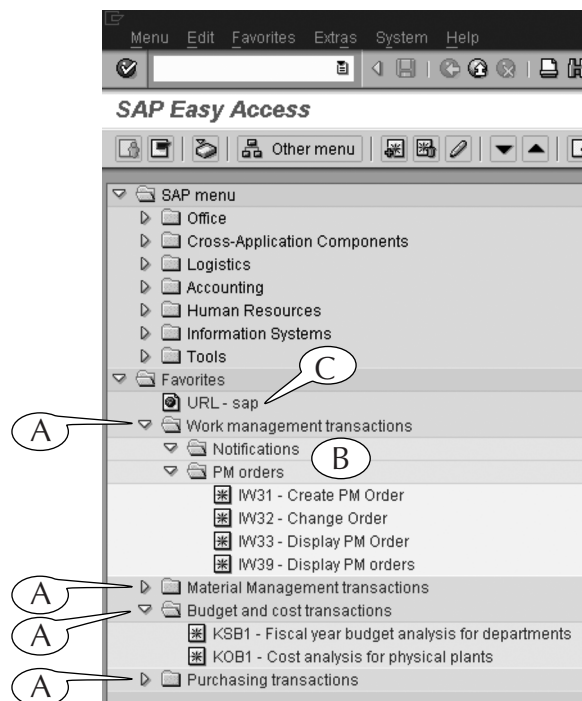 Menu Edit Favorites Extras System Help
SAP Easy Access
Other menu
SAP menu
Office
Cross-Application Components
Logistics
Accounting
Human Resources
Information Systems
Tools
C
Favorites
URL - sap
A
Work management transactions
Notifications
B
PM orders
IW31 - Create PM Order
IW32 - Change Order
IW33 - Display PM Order
IW39 - Display PM orders
A
Material Management transactions
A
Budget and cost transactions
KSB1 - Fiscal year budget analysis for departments
KOB1 - Cost analysis for physical plants
A
Purchasing transactions